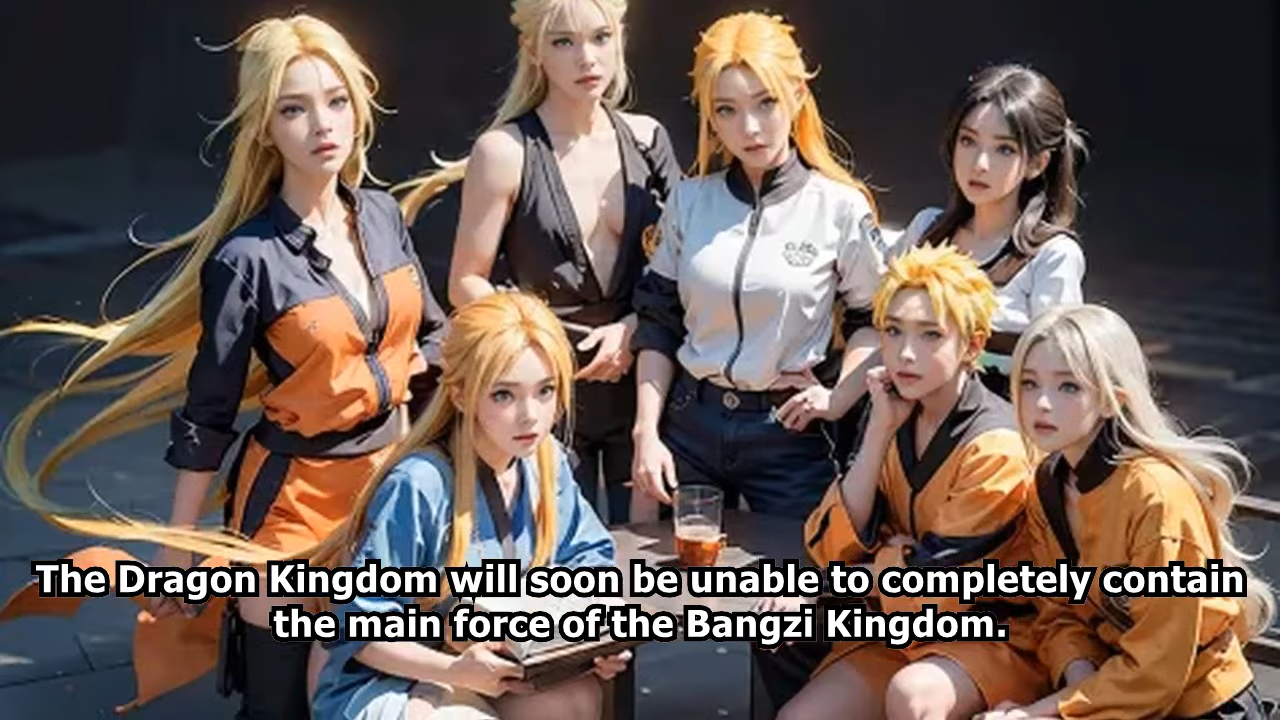 The Dragon Kingdom will soon be unable to completely contain
the main force of the Bangzi Kingdom.